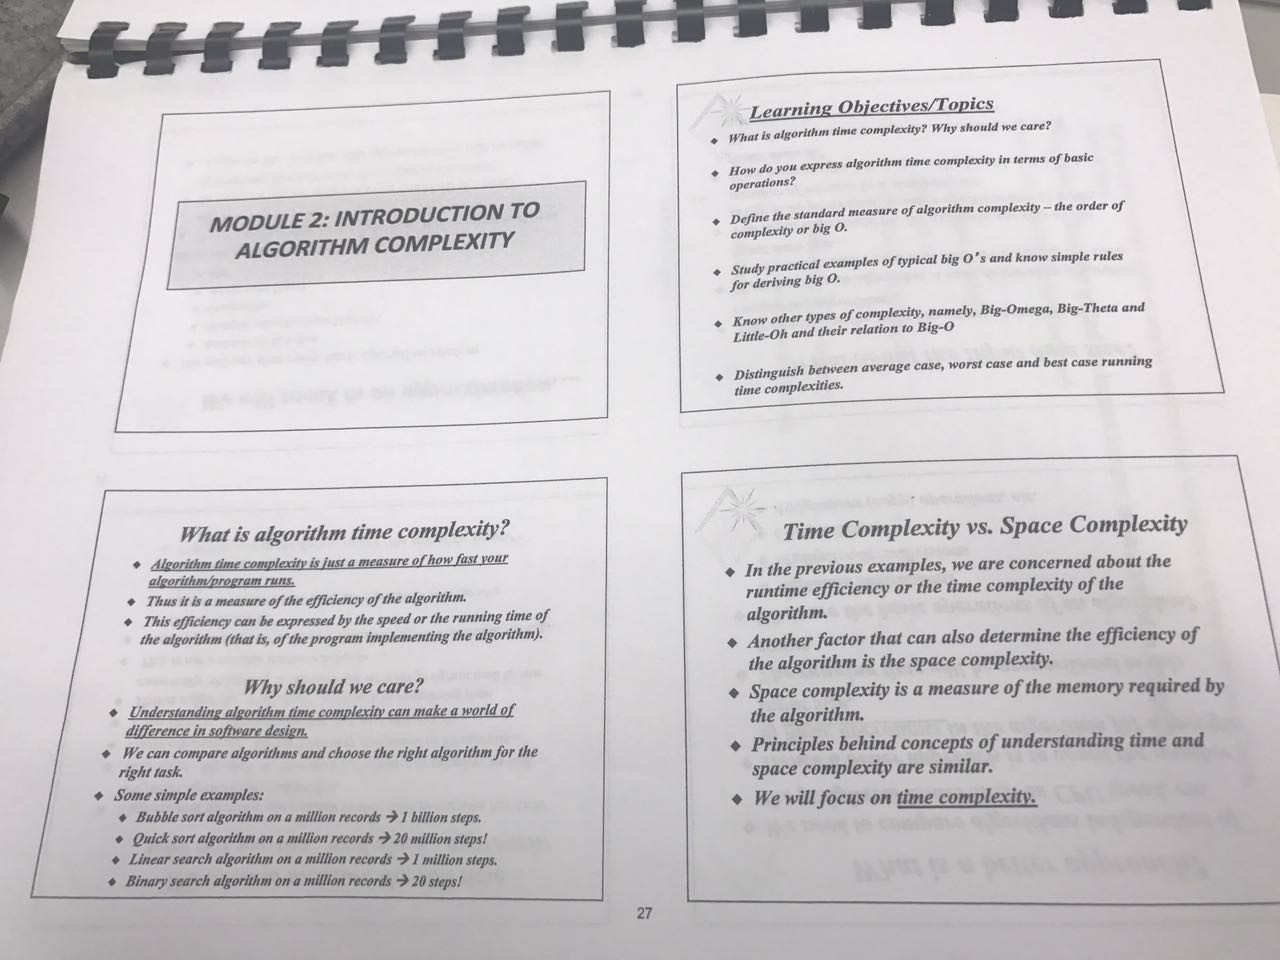 MODULE 2: INTRODUCTION TO
ALGORITHM COMPLEXITY
Learning Objectives/Topics
◆ What is algorithm time complexity? Why should we care?
◆ How do you express algorithm time complexity in terms of basic
operations?
◆ Define the standard measure of algorithm complexity – the order of
complexity or big O.
◆ Study practical examples of typical big O's and know simple rules
for deriving big O.
◆ Know other types of complexity, namely, Big-Omega, Big-Theta and
Little-Oh and their relation to Big-O
◆ Distinguish between average case, worst case and best case running
time complexities.
What is algorithm time complexity?
◆ Algorithm time complexity is just a measure of how fast your
algorithm/program runs.
◆ Thus it is a measure of the efficiency of the algorithm.
◆ This efficiency can be expressed by the speed or the running time of
the algorithm (that is, of the program implementing the algorithm).
Why should we care?
◆ Understanding algorithm time complexity can make a world of
difference in software design.
◆ We can compare algorithms and choose the right algorithm for the
right task.
◆ Some simple examples:
◆ Bubble sort algorithm on a million records → 1 billion steps.
◆ Quick sort algorithm on a million records → 20 million steps!
◆ Linear search algorithm on a million records → 1 million steps.
◆ Binary search algorithm on a million records → 20 steps!
Time Complexity vs. Space Complexity
◆ In the previous examples, we are concerned about the
runtime efficiency or the time complexity of the
algorithm.
◆ Another factor that can also determine the efficiency of
the algorithm is the space complexity.
◆ Space complexity is a measure of the memory required by
the algorithm.
◆ Principles behind concepts of understanding time and
space complexity are similar.
◆ We will focus on time complexity.
27